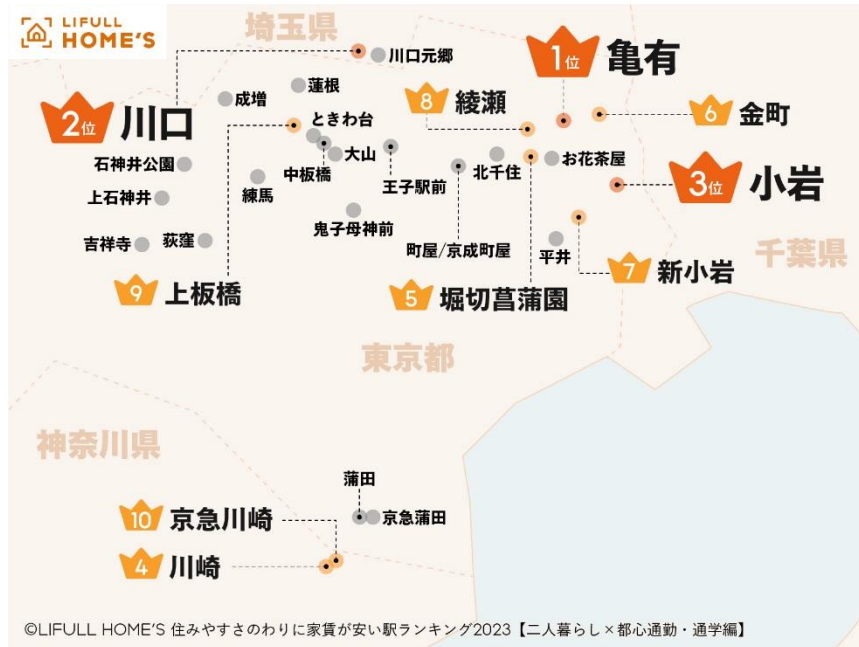 LIFULL
HOME'S
埼玉県
川口元郷
1位 亀有
2位 川口
成増
蓮根
8 綾瀬
6 金町
ときわ台
石神井公園
中板橋
大山
王子駅前
北千住
お花茶屋
3位 小岩
上石神井
練馬
鬼子母神前
吉祥寺
荻窪
町屋/京成町屋
平井
千葉県
9 上板橋
5 堀切菖蒲園
7 新小岩
東京都
神奈川県
蒲田
10 京急川崎
京急蒲田
4 川崎
©LIFULL HOME'S 住みやすさのわりに家賃が安い駅ランキング2023【二人暮らし×都心通勤・通学編】